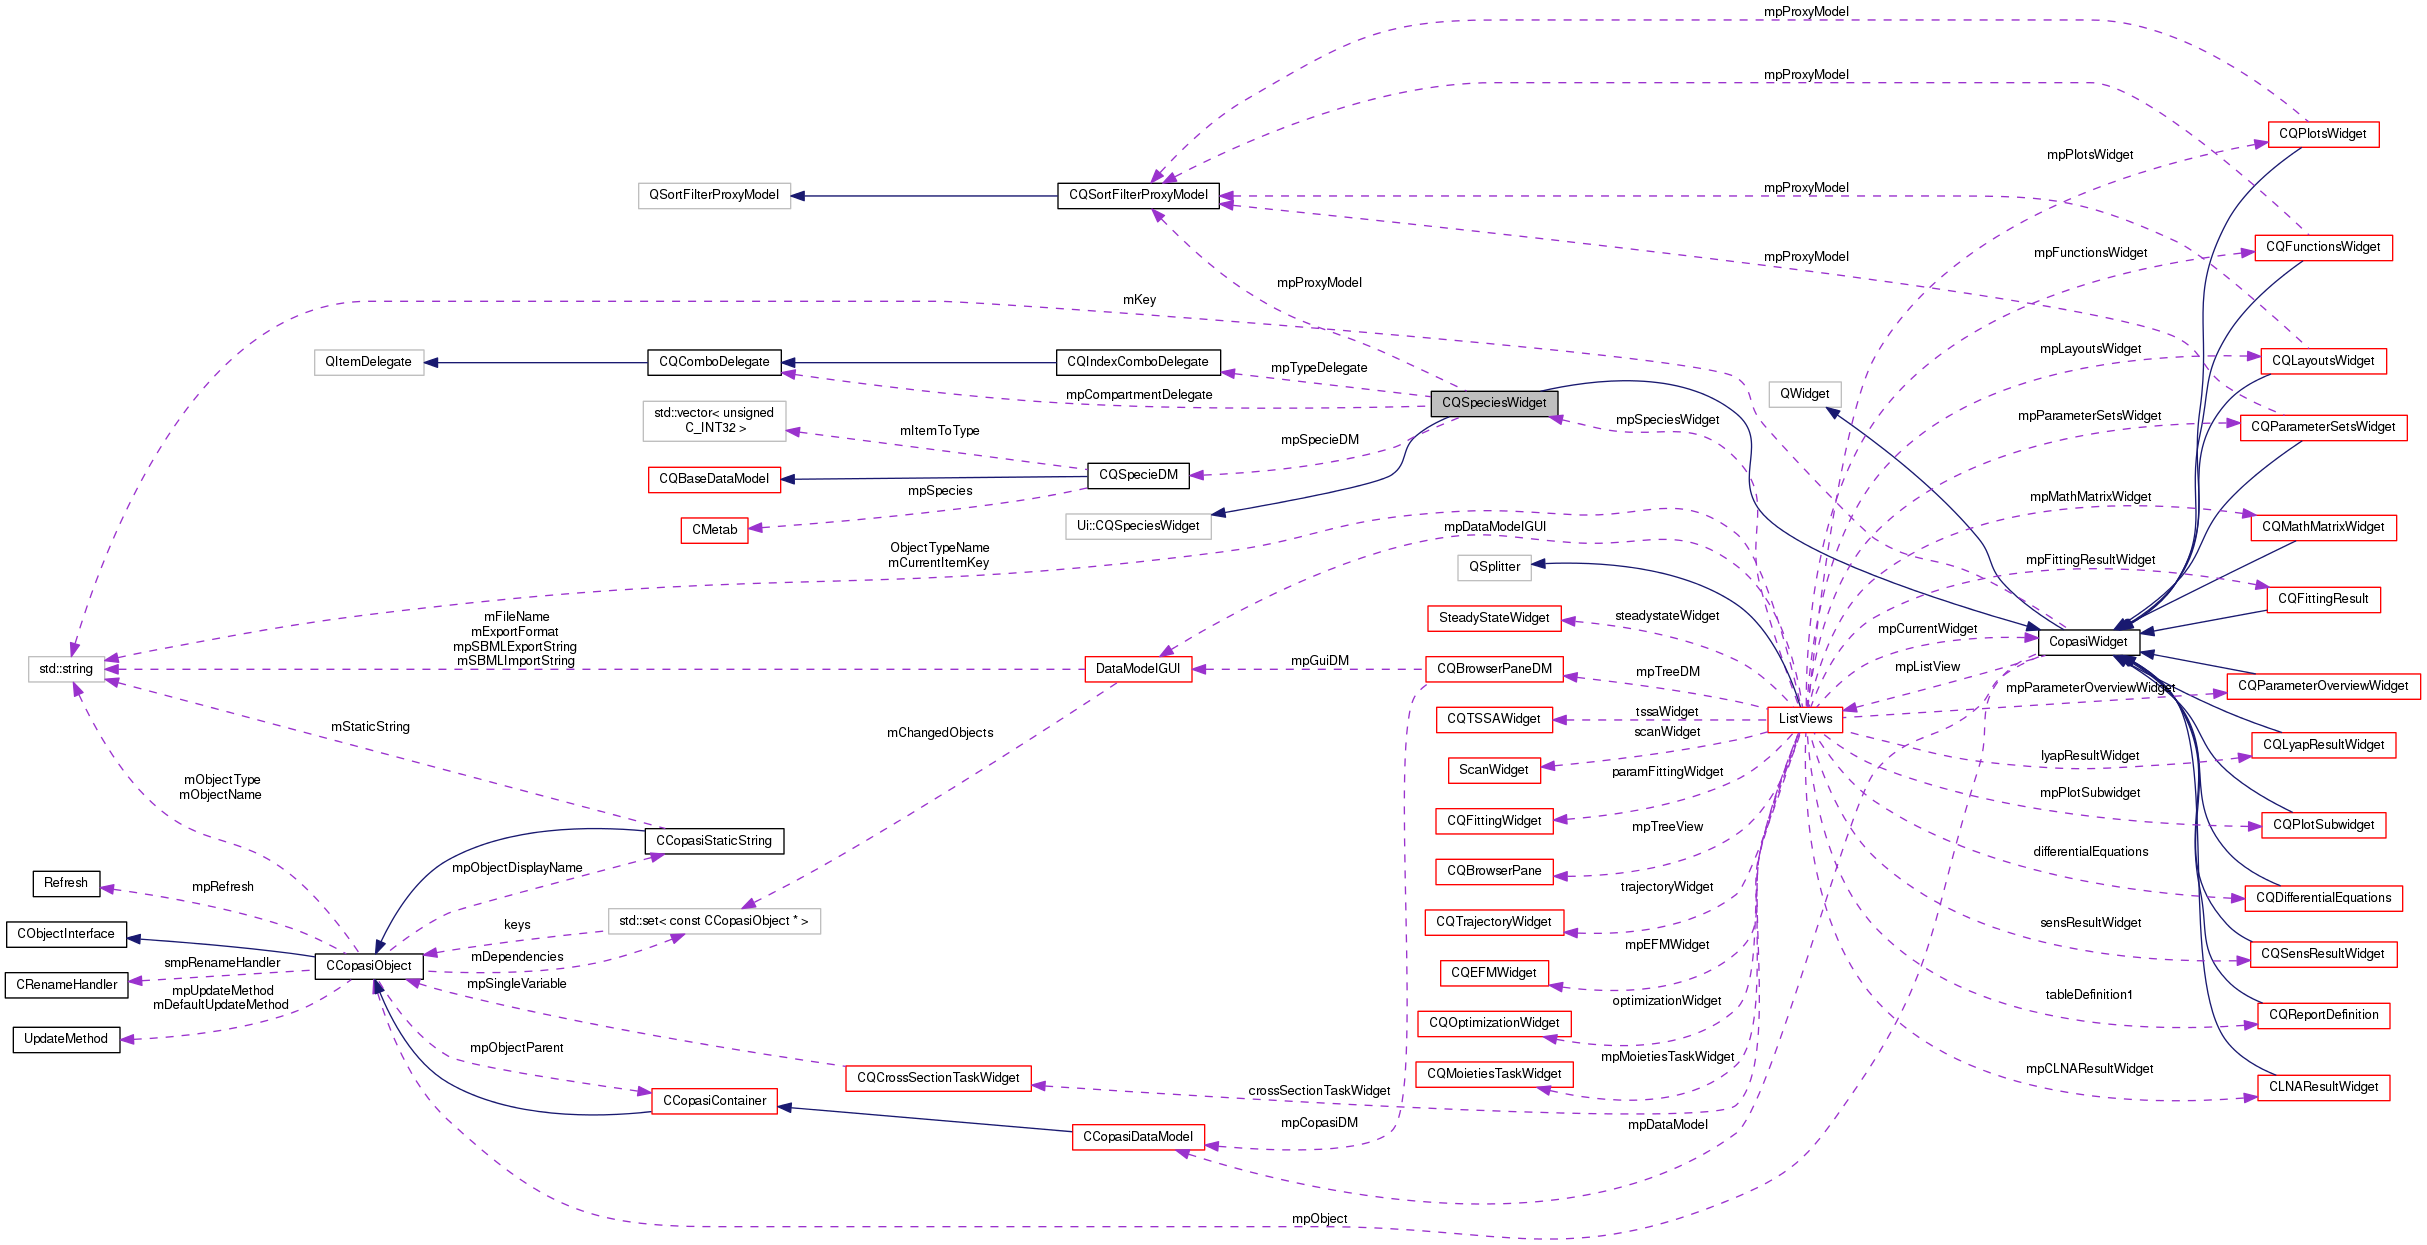 mpProxyModel
mpProxyModel
CQPlotsWidget
mpPlotsWidget
QSortFilterProxyModel
CQSortFilterProxyModel
mpProxyModel
CQFunctionsWidget
mpFunctionsWidget
mpProxyModel
mpProxyModel
mKey
QItemDelegate
CQComboDelegate
CQIndexComboDelegate
mpTypeDelegate
mpCompartmentDelegate
CQSpeciesWidget
QWidget
mpLayoutsWidget
CQLayoutsWidget
std::vector< unsigned
C_INT32 >
mItemToType
mpSpecieDM
mpSpeciesWidget
mpParameterSetsWidget
CQParameterSetsWidget
CQBaseDataModel
CQSpecieDM
mpSpecies
CMetab
Ui::CQSpeciesWidget
mpMathMatrixWidget
CQMathMatrixWidget
mpDataModelGUI
ObjectTypeName
mCurrentItemKey
QSplitter
mpFittingResultWidget
CQFittingResult
mFileName
mExportFormat
mpSBMLExportString
mSBMLImportString
std::string
DataModelGUI
mpGuiDM
SteadyStateWidget
steadystateWidget
mpCurrentWidget
CopasiWidget
CQBrowserPaneDM
mpTreeDM
mpListView
mpParameterOverviewWidget
CQParameterOverviewWidget
CQTSSAWidget
tssaWidget
ListViews
mStaticString
mChangedObjects
scanWidget
ScanWidget
lyapResultWidget
CQLyapResultWidget
mObjectType
mObjectName
paramFittingWidget
CQFittingWidget
mpPlotSubwidget
CQPlotSubwidget
CCopasiStaticString
mpTreeView
CQBrowserPane
differentialEquations
CQDifferentialEquations
Refresh
mpRefresh
mpObjectDisplayName
trajectoryWidget
CQTrajectoryWidget
CObjectInterface
keys
std::set< const CCopasiObject * >
mDependencies
sensResultWidget
CQSensResultWidget
smpRenameHandler
CCopasiObject
CRenameHandler
mpUpdateMethod
mDefaultUpdateMethod
mpSingleVariable
mpEFMWidget
CQEFMWidget
UpdateMethod
optimizationWidget
CQOptimizationWidget
tableDefinition1
CQReportDefinition
mpObjectParent
CCopasiContainer
CQCrossSectionTaskWidget
crossSectionTaskWidget
mpMoietiesTaskWidget
CQMoietiesTaskWidget
mpCLNAResultWidget
CLNAResultWidget
mpCopasiDM
CCopasiDataModel
mpDataModel
mpObject